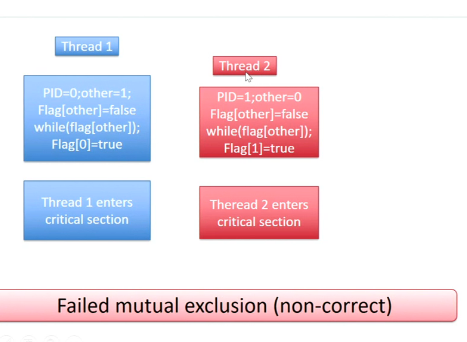 Thread 1
PID=0;other=1;
Flag[other]=false
while(flag[other]);
Flag[0]=true
Thread 1 enters
critical section
Thread 2
PID=1;other=0
Flag[other]=false
while(flag[other]);
Flag[1]=true
Theread 2 enters
critical section
Failed mutual exclusion (non-correct)